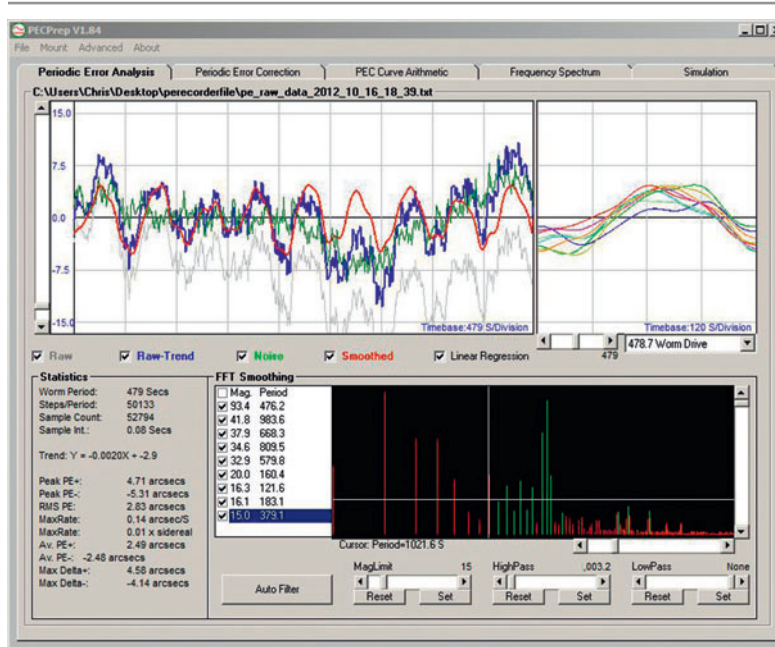 PECPrep V1.84
File Mount Advanced About
Periodic Error Analysis Periodic Error Correction PEC Curve Arithmetic Frequency Spectrum Simulation
C:\Users\Chris\Desktop\perecorderfile\pe_raw_data_2012_10_16_18_39.txt
15.0
7.5
0.0
-7.5
-15.0
Timebase:479 S/Division
Timebase:120 S/Division
Raw Raw-Trend Noise Smoothed Linear Regression 479 478.7 Worm Drive
Statistics
Worm Period: 479 Secs
Steps/Period: 50133
Sample Count: 52794
Sample Int.: 0.08 Secs
Trend: Y = -0.0020X + -2.9
Peak PE+: 4.71 arcsecs
Peak PE-: -5.31 arcsecs
RMS PE: 2.83 arcsecs
MaxRate: 0.14 arcsec/S
MaxRate: 0.01 x sidereal
Av. PE+: 2.49 arcsecs
Av. PE-: -2.48 arcsecs
Max Delta+: 4.58 arcsecs
Max Delta-: -4.14 arcsecs
FFT Smoothing
Mag. Period
93.4 476.2
41.8 983.6
37.9 668.3
34.6 809.5
32.9 579.8
20.0 160.4
16.3 121.6
16.1 183.1
15.0 379.1
Cursor: Period=1021.6 S
Auto Filter
MagLimit 15
Reset Set
HighPass ,003.2
Reset Set
LowPass None
Reset Set